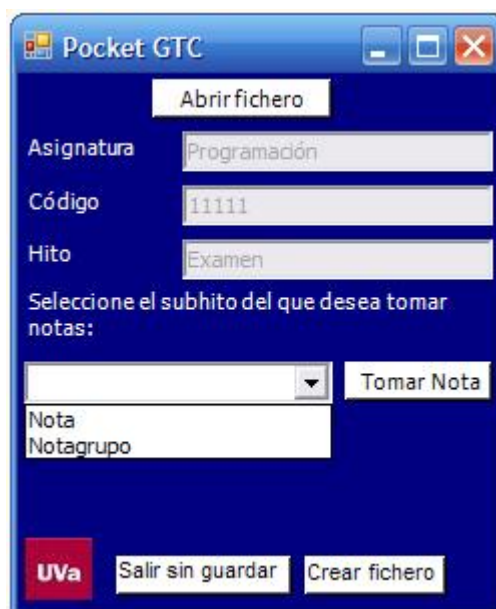 Pocket GTC
Abrir fichero
Asignatura Programación
Código 11111
Hito Examen
Seleccione el subhito del que desea tomar
notas:
Tomar Nota
Nota
Notagrupo
UVa Salir sin guardar Crear fichero